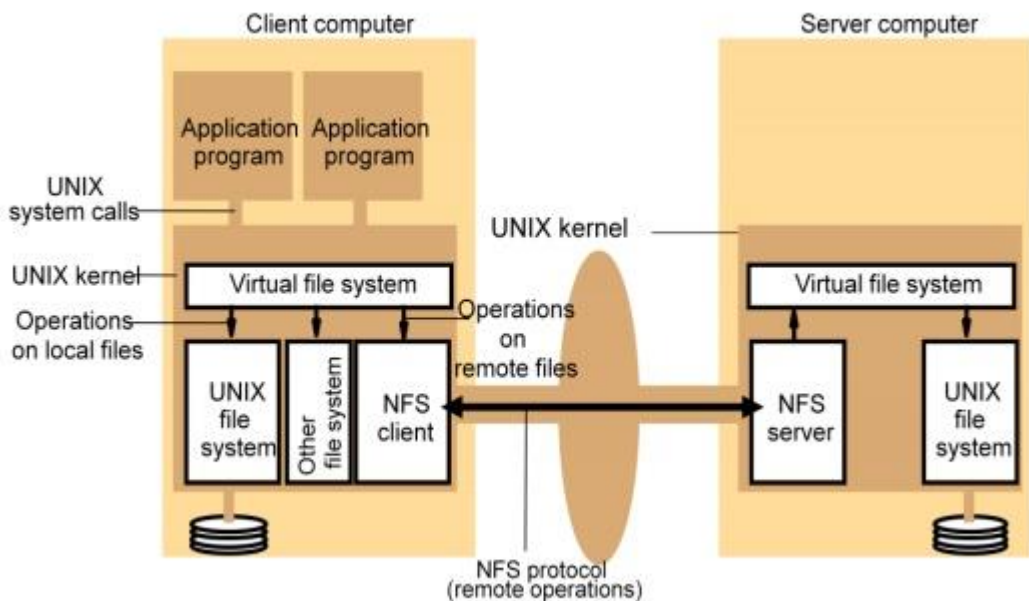 Client computer
Server computer
Application
program
Application
program
UNIX
system calls
UNIX kernel
UNIX kernel
Virtual file system
Virtual file system
Operations
on local files
Operations
on
remote files
UNIX
file
system
Other
file system
NFS
client
NFS
server
UNIX
file
system
NFS protocol
(remote operations)